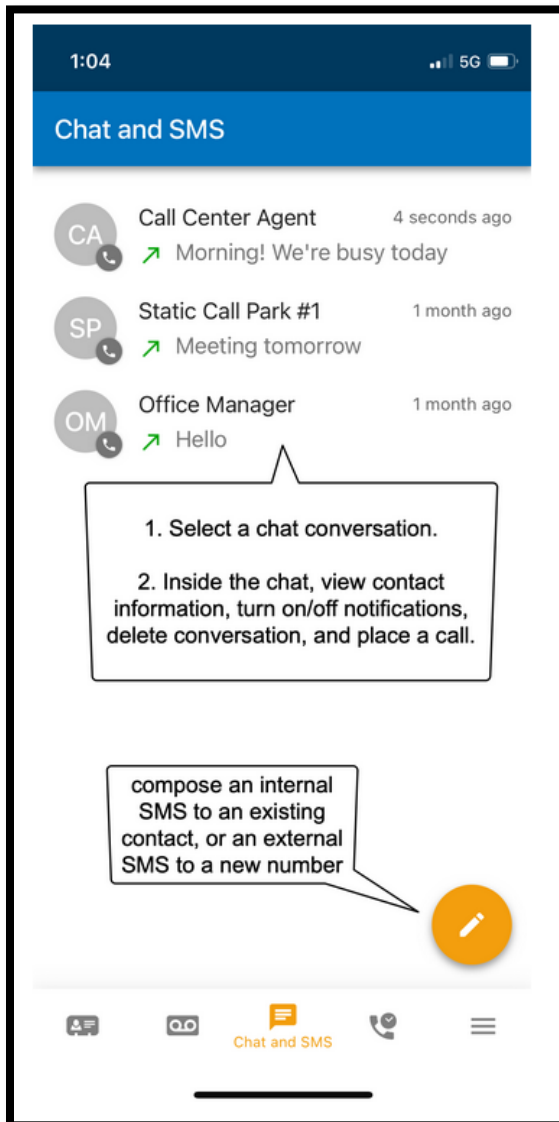 1:04
5G
Chat and SMS
CA
Call Center Agent
4 seconds ago
Morning! We're busy today
SP
Static Call Park #1
1 month ago
Meeting tomorrow
OM
Office Manager
1 month ago
Hello
1. Select a chat conversation.
2. Inside the chat, view contact
information, turn on/off notifications,
delete conversation, and place a call.
compose an internal
SMS to an existing
contact, or an external
SMS to a new number
Chat and SMS